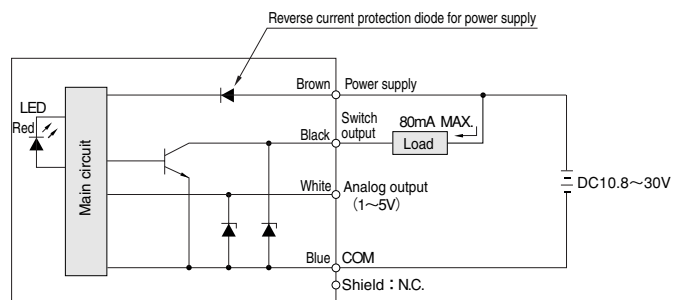 Reverse current protection diode for power supply
Brown
Power supply
LED
Red
Main circuit
Black
Switch
output
80mA MAX.
Load
White
Analog output
（1～5V）
DC10.8～30V
Blue
COM
Shield：N.C.